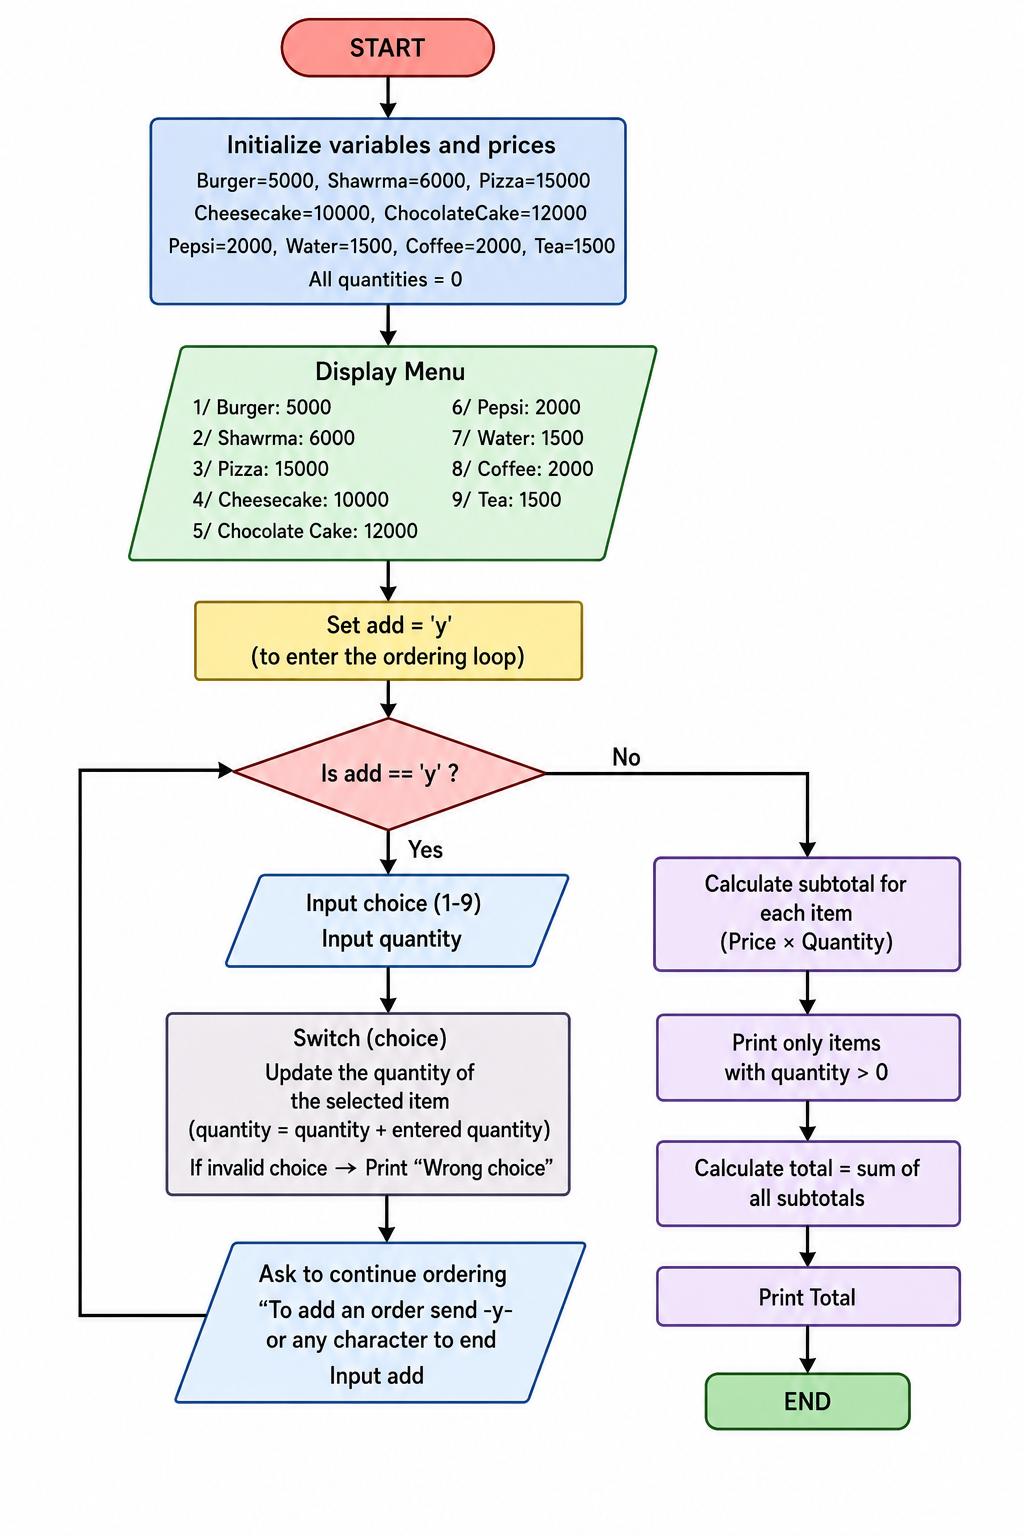 START
Initialize variables and prices
Burger=5000, Shawrma=6000, Pizza=15000
Cheesecake=10000, ChocolateCake=12000
Pepsi=2000, Water=1500, Coffee=2000, Tea=1500
All quantities = 0
Display Menu
1/ Burger: 5000
2/ Shawrma: 6000
3/ Pizza: 15000
4/ Cheesecake: 10000
5/ Chocolate Cake: 12000
6/ Pepsi: 2000
7/ Water: 1500
8/ Coffee: 2000
9/ Tea: 1500
Set add = 'y'
(to enter the ordering loop)
Is add == 'y' ?
Yes
Input choice (1-9)
Input quantity
Switch (choice)
Update the quantity of
the selected item
(quantity = quantity + entered quantity)
If invalid choice → Print “Wrong choice”
Ask to continue ordering
“To add an order send -y-
or any character to end
Input add
No
Calculate subtotal for
each item
(Price × Quantity)
Print only items
with quantity > 0
Calculate total = sum of
all subtotals
Print Total
END